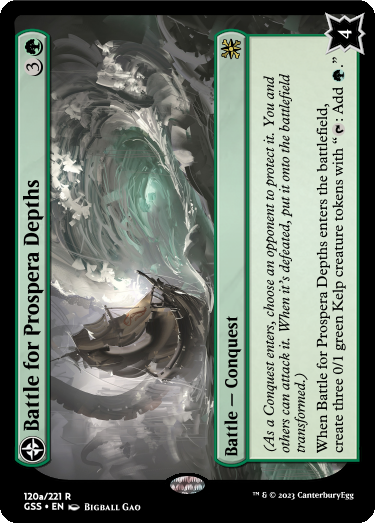 Battle for Prospera Depths 3
Battle — Conquest
(As a Conquest enters, choose an opponent to protect it. You and
others can attack it. When it's defeated, put it onto the battlefield
transformed.)
When Battle for Prospera Depths enters the battlefield,
create three 0/1 green Kelp creature tokens with “ : Add .”
4
120a/221 R
GSS • EN BIGBALL GAO
™ & © 2023 CanterburyEgg